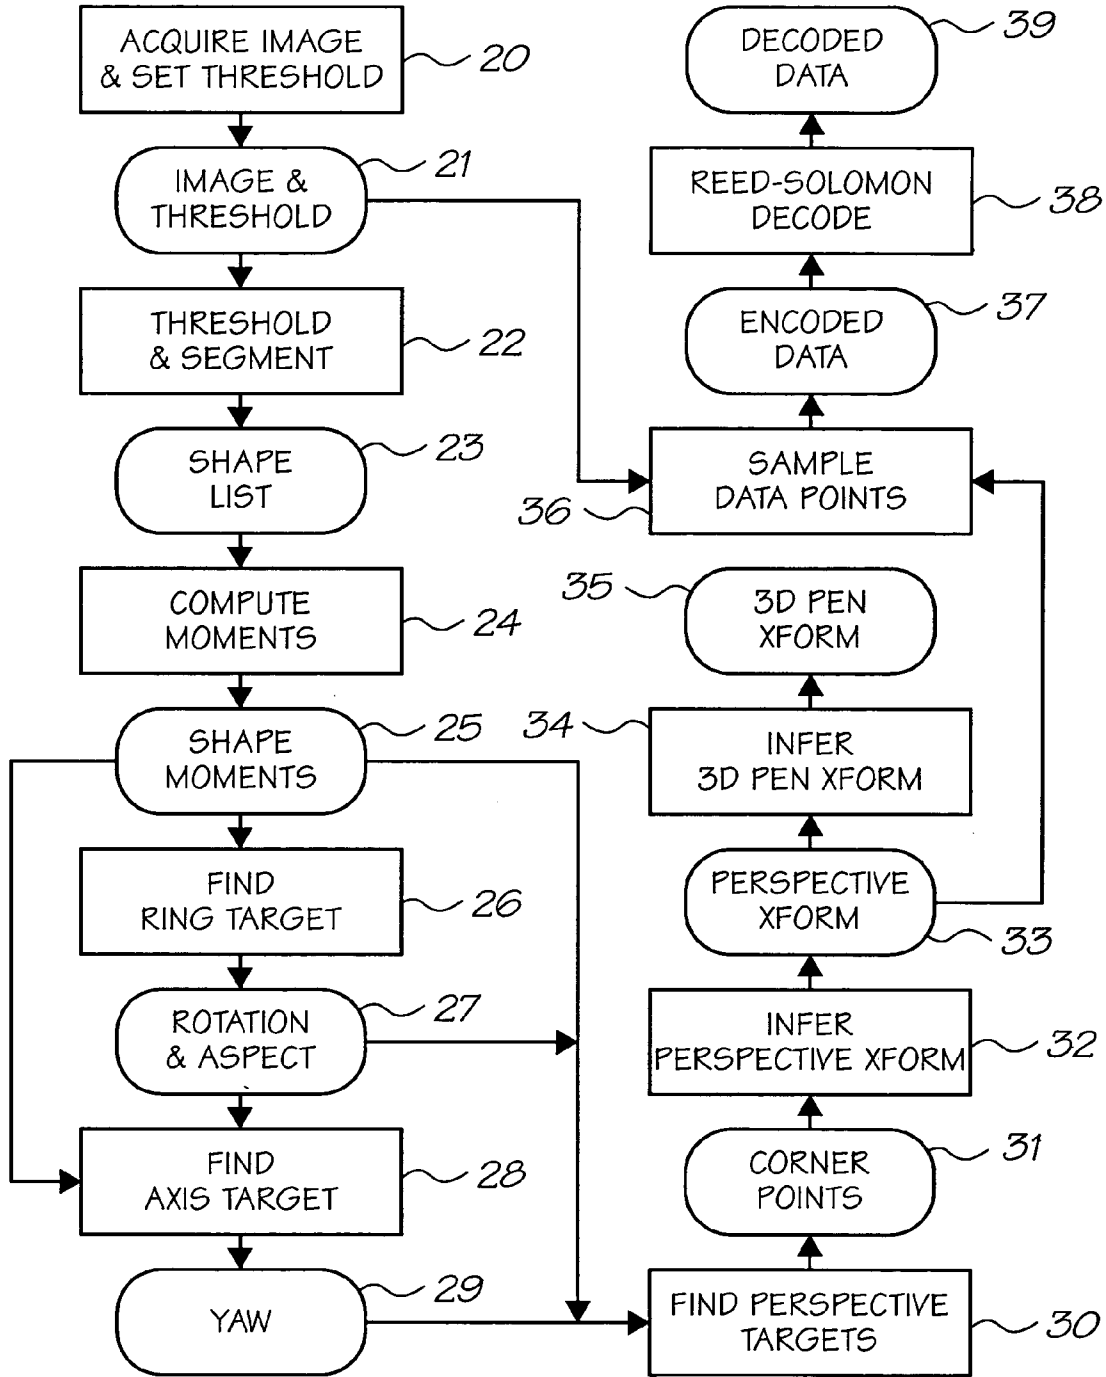 ACQUIRE IMAGE
& SET THRESHOLD
20
IMAGE &
THRESHOLD
21
THRESHOLD
& SEGMENT
22
SHAPE
LIST
23
COMPUTE
MOMENTS
24
SHAPE
MOMENTS
25
FIND
RING TARGET
26
ROTATION
& ASPECT
27
FIND
AXIS TARGET
28
YAW
29
FIND PERSPECTIVE
TARGETS
30
CORNER
POINTS
31
INFER
PERSPECTIVE XFORM
32
PERSPECTIVE
XFORM
33
INFER
3D PEN XFORM
34
3D PEN
XFORM
35
SAMPLE
DATA POINTS
36
ENCODED
DATA
37
REED-SOLOMON
DECODE
38
DECODED
DATA
39